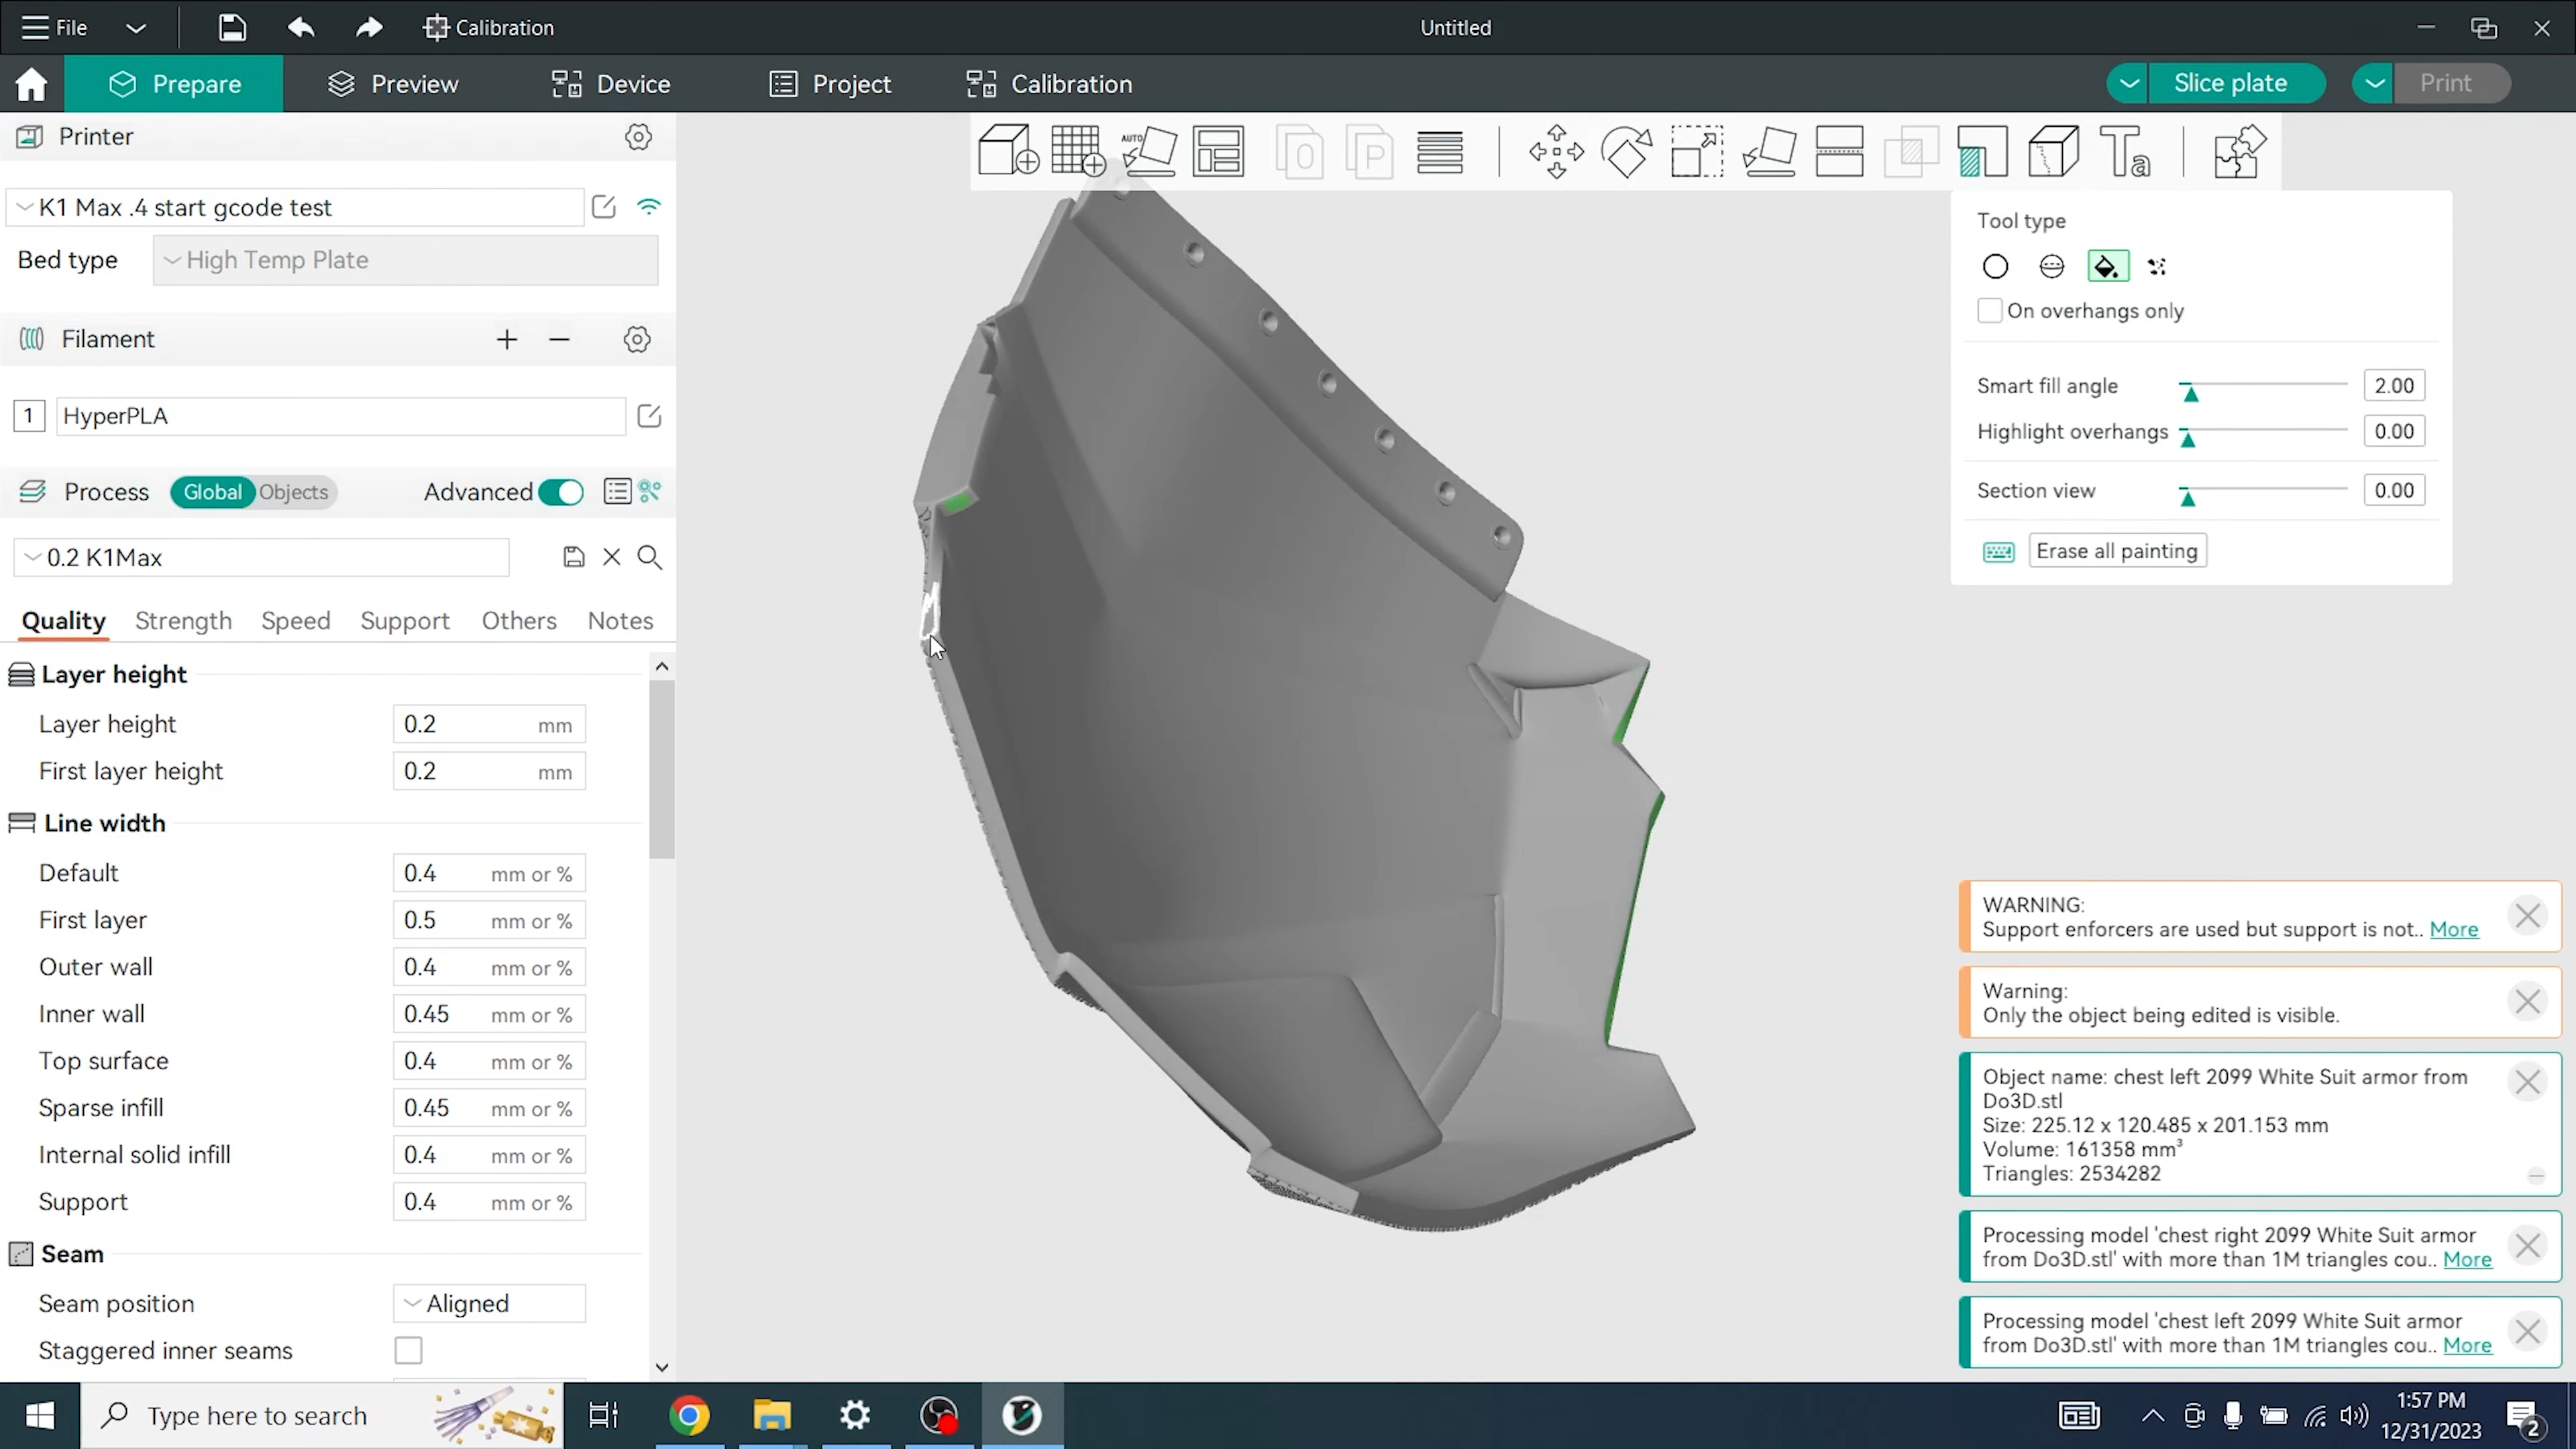 File
Calibration
Untitled
Prepare
Preview
Device
Project
Calibration
Slice plate
Print
Printer
K1 Max .4 start gcode test
Bed type
High Temp Plate
Filament
1
HyperPLA
Process
Global
Objects
Advanced
0.2 K1Max
Quality
Strength
Speed
Support
Others
Notes
Layer height
Layer height 0.2 mm
First layer height 0.2 mm
Line width
Default 0.4 mm or %
First layer 0.5 mm or %
Outer wall 0.4 mm or %
Inner wall 0.45 mm or %
Top surface 0.4 mm or %
Sparse infill 0.45 mm or %
Internal solid infill 0.4 mm or %
Support 0.4 mm or %
Seam
Seam position Aligned
Staggered inner seams
AUTO
O
P
Ta
Tool type
On overhangs only
Smart fill angle 2.00
Highlight overhangs 0.00
Section view 0.00
Erase all painting
WARNING:
Support enforcers are used but support is not.. More
Warning:
Only the object being edited is visible.
Object name: chest left 2099 White Suit armor from
Do3D.stl
Size: 225.12 x 120.485 x 201.153 mm
Volume: 161358 mm³
Triangles: 2534282
Processing model 'chest right 2099 White Suit armor
from Do3D.stl' with more than 1M triangles cou.. More
Processing model 'chest left 2099 White Suit armor
from Do3D.stl' with more than 1M triangles cou.. More
Type here to search
1:57 PM
12/31/2023
2